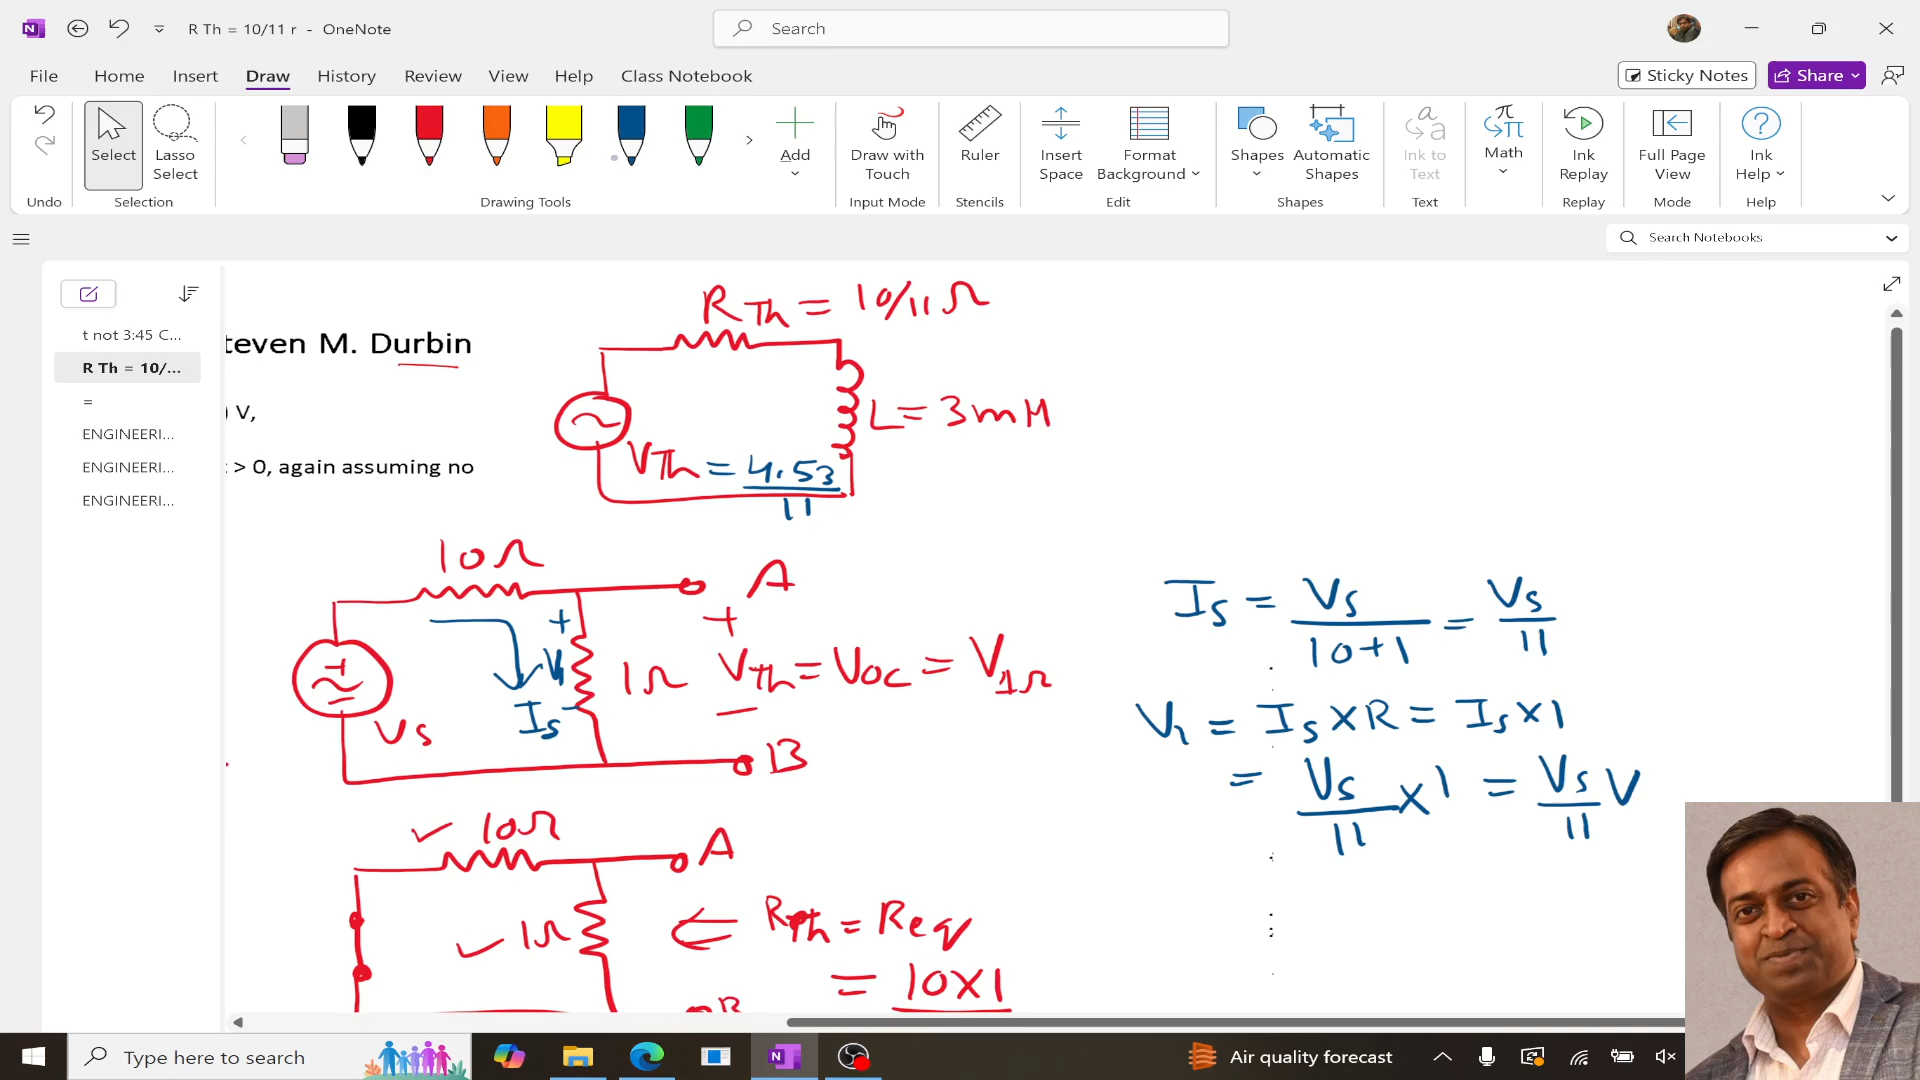 R Th = 10/11 r - OneNote
Search
File Home Insert Draw History Review View Help Class Notebook
Sticky Notes Share
Select
Lasso Select
Add
Draw with Touch
Ruler
Insert Space
Format Background
Shapes
Automatic Shapes
Ink to Text
Math
Ink Replay
Full Page View
Ink Help
Undo Selection Drawing Tools Input Mode Stencils Edit Shapes Text Replay Mode Help
Search Notebooks
t not 3:45 C...
R Th = 10/...
=
ENGINEERI...
ENGINEERI...
ENGINEERI...
teven M. Durbin
) V,
> 0, again assuming no
R Th = 10/11 Ω
L = 3mH
VTh = 4.53
11
10Ω
A
+
+
Vs
Is
-
1Ω
VTh = VOC = V1Ω
B
Is = Vs / 10+1 = Vs / 11
V1 = Is X R = Is X 1
= Vs / 11 X 1 = Vs / 11 V
10Ω
A
1Ω
RTh = Req
= 10X1
B
Type here to search
Air quality forecast